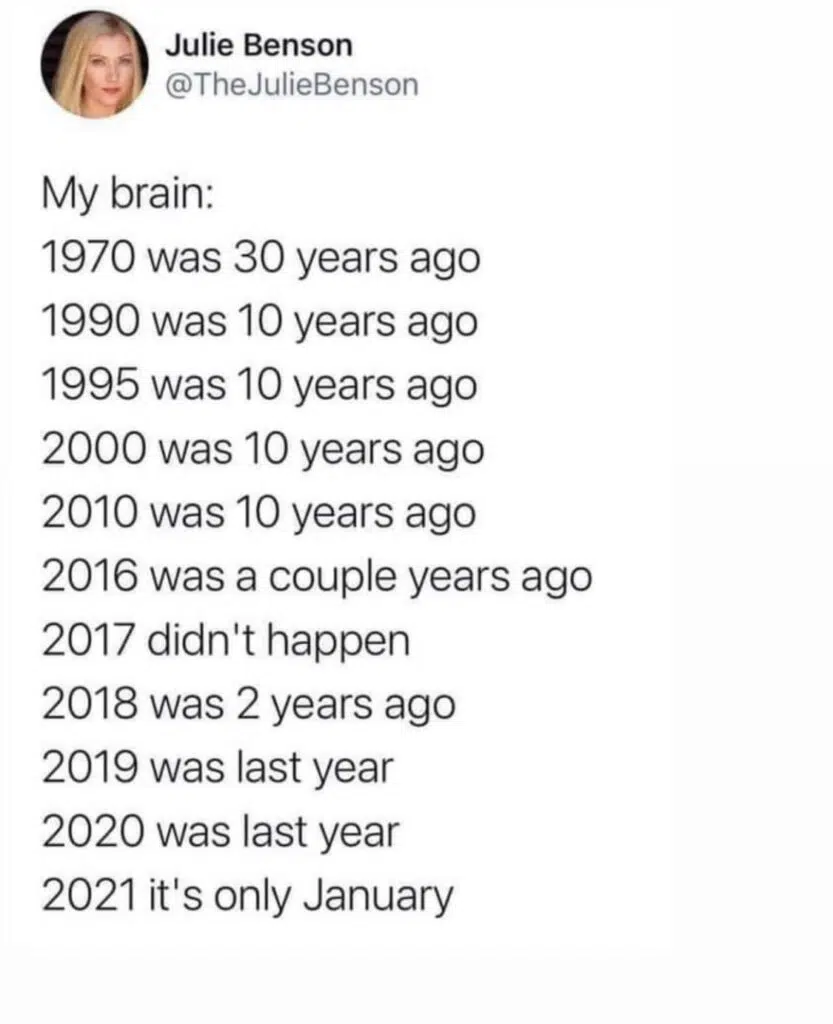 Julie Benson
@TheJulieBenson
My brain:
1970 was 30 years ago
1990 was 10 years ago
1995 was 10 years ago
2000 was 10 years ago
2010 was 10 years ago
2016 was a couple years ago
2017 didn't happen
2018 was 2 years ago
2019 was last year
2020 was last year
2021 it's only January